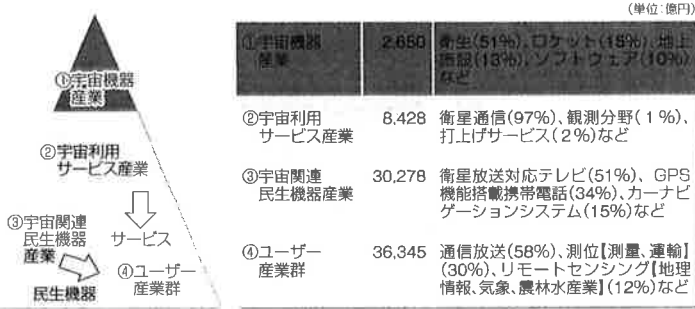 (単位:億円)
①宇宙機器
産業
②宇宙利用
サービス産業
③宇宙関連
民生機器
産業
サービス
④ユーザー
産業群
民生機器
①宇宙機器
産業
2,650
衛星(51%)、ロケット(15%)、地上
施設(13%)、ソフトウェア(10%)
など
②宇宙利用
サービス産業
8,428
衛星通信(97%)、観測分野(1%)、
打上げサービス(2%)など
③宇宙関連
民生機器産業
30,278
衛星放送対応テレビ(51%)、GPS
機能搭載携帯電話(34%)、カーナビ
ゲーションシステム(15%)など
④ユーザー
産業群
36,345
通信放送(58%)、測位【測量、運輸】
(30%)、リモートセンシング【地理
情報、気象、農林水産業】(12%)など